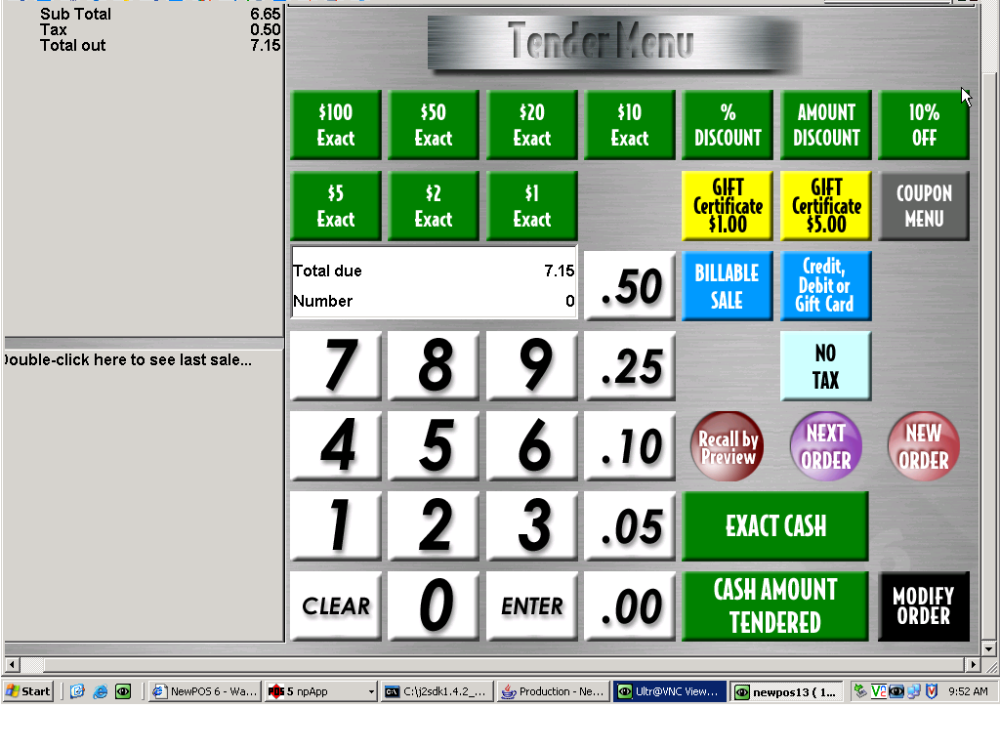 Sub Total 6.65
Tax 0.50
Total out 7.15
Tender Menu
$100 Exact
$50 Exact
$20 Exact
$10 Exact
% DISCOUNT
AMOUNT DISCOUNT
10% OFF
$5 Exact
$2 Exact
$1 Exact
GIFT Certificate $1.00
GIFT Certificate $5.00
COUPON MENU
Total due 7.15
Number 0
.50
BILLABLE SALE
Credit, Debit or Gift Card
Double-click here to see last sale...
7 8 9 .25
NO TAX
4 5 6 .10
Recall by Preview
NEXT ORDER
NEW ORDER
1 2 3 .05
EXACT CASH
CLEAR 0 ENTER .00
CASH AMOUNT TENDERED
MODIFY ORDER
Start
NewPOS 6 - Wa...
POS 5 npApp
C:\j2sdk1.4.2_...
Production - Ne...
Ultr@VNC View...
newpos13 ( 1...
9:52 AM